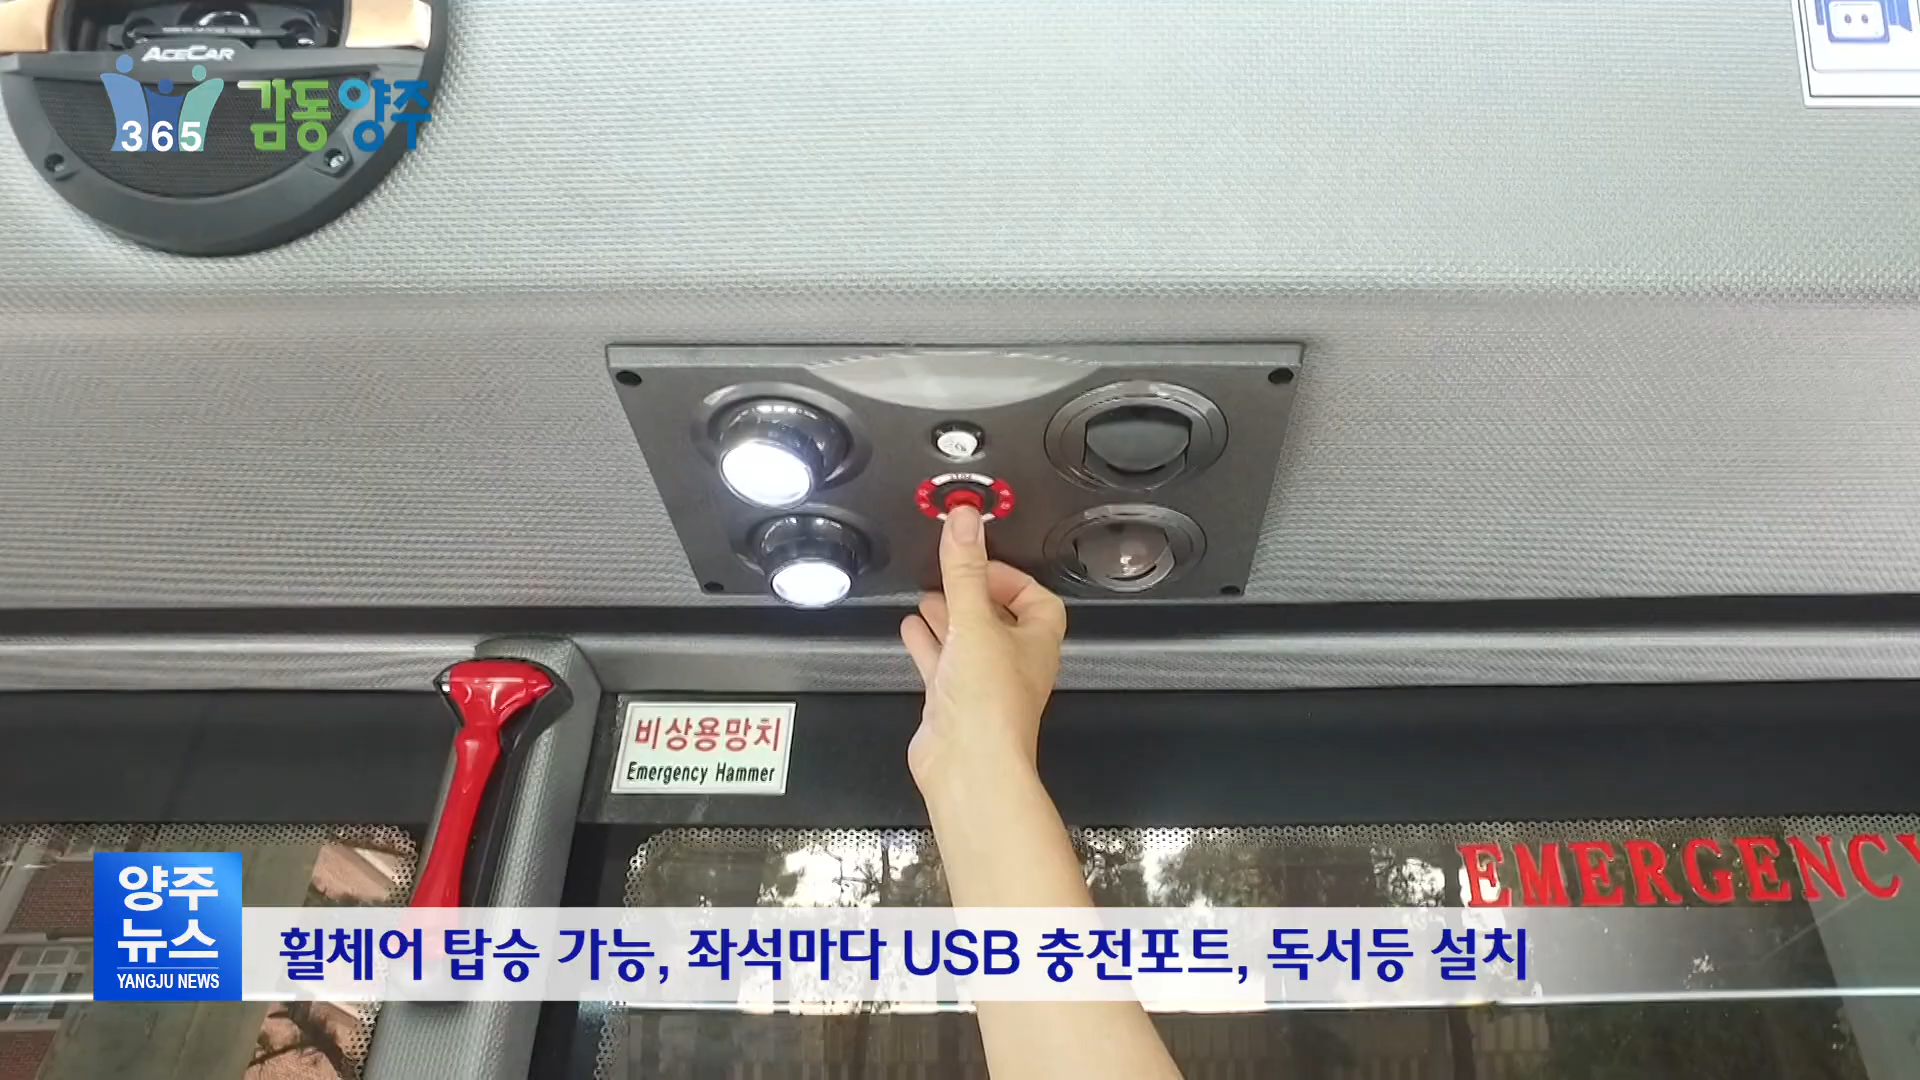 ACECAR
365 감동양주
STOP
비상용망치
Emergency Hammer
EMERGENCY
양주
뉴스
YANGJU NEWS
휠체어 탑승 가능, 좌석마다 USB 충전포트, 독서등 설치